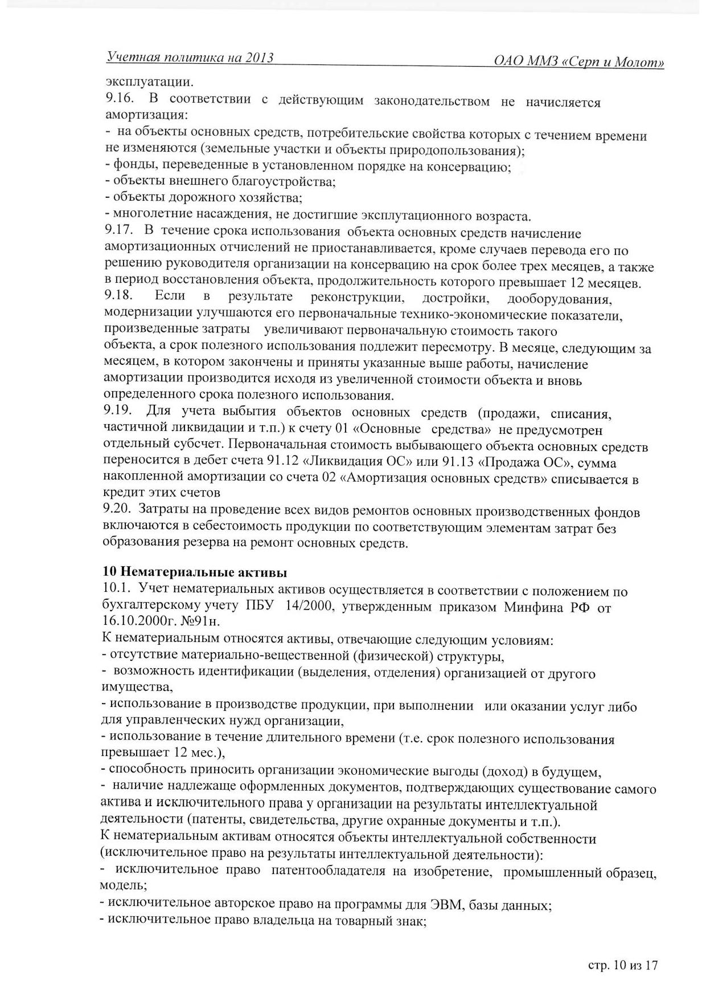 Учетная политика на 2013 ОАО ММЗ «Серп и Молот»
эксплуатации.
9.16. В соответствии с действующим законодательством не начисляется
амортизация:
- на объекты основных средств, потребительские свойства которых с течением времени
не изменяются (земельные участки и объекты природопользования);
- фонды, переведенные в установленном порядке на консервацию;
- объекты внешнего благоустройства;
- объекты дорожного хозяйства;
- многолетние насаждения, не достигшие эксплутационного возраста.
9.17. В течение срока использования объекта основных средств начисление
амортизационных отчислений не приостанавливается, кроме случаев перевода его по
решению руководителя организации на консервацию на срок более трех месяцев, а также
в период восстановления объекта, продолжительность которого превышает 12 месяцев.
9.18. Если в результате реконструкции, достройки, дооборудования,
модернизации улучшаются его первоначальные технико-экономические показатели,
произведенные затраты увеличивают первоначальную стоимость такого
объекта, а срок полезного использования подлежит пересмотру. В месяце, следующим за
месяцем, в котором закончены и приняты указанные выше работы, начисление
амортизации производится исходя из увеличенной стоимости объекта и вновь
определенного срока полезного использования.
9.19. Для учета выбытия объектов основных средств (продажи, списания,
частичной ликвидации и т.п.) к счету 01 «Основные средства» не предусмотрен
отдельный субсчет. Первоначальная стоимость выбывающего объекта основных средств
переносится в дебет счета 91.12 «Ликвидация ОС» или 91.13 «Продажа ОС», сумма
накопленной амортизации со счета 02 «Амортизация основных средств» списывается в
кредит этих счетов
9.20. Затраты на проведение всех видов ремонтов основных производственных фондов
включаются в себестоимость продукции по соответствующим элементам затрат без
образования резерва на ремонт основных средств.
10 Нематериальные активы
10.1. Учет нематериальных активов осуществляется в соответствии с положением по
бухгалтерскому учету ПБУ 14/2000, утвержденным приказом Минфина РФ от
16.10.2000г. №91н.
К нематериальным относятся активы, отвечающие следующим условиям:
- отсутствие материально-вещественной (физической) структуры,
- возможность идентификации (выделения, отделения) организацией от другого
имущества,
- использование в производстве продукции, при выполнении или оказании услуг либо
для управленческих нужд организации,
- использование в течение длительного времени (т.е. срок полезного использования
превышает 12 мес.),
- способность приносить организации экономические выгоды (доход) в будущем,
- наличие надлежаще оформленных документов, подтверждающих существование самого
актива и исключительного права у организации на результаты интеллектуальной
деятельности (патенты, свидетельства, другие охранные документы и т.п.).
К нематериальным активам относятся объекты интеллектуальной собственности
(исключительное право на результаты интеллектуальной деятельности):
- исключительное право патентообладателя на изобретение, промышленный образец,
модель;
- исключительное авторское право на программы для ЭВМ, базы данных;
- исключительное право владельца на товарный знак;
стр. 10 из 17